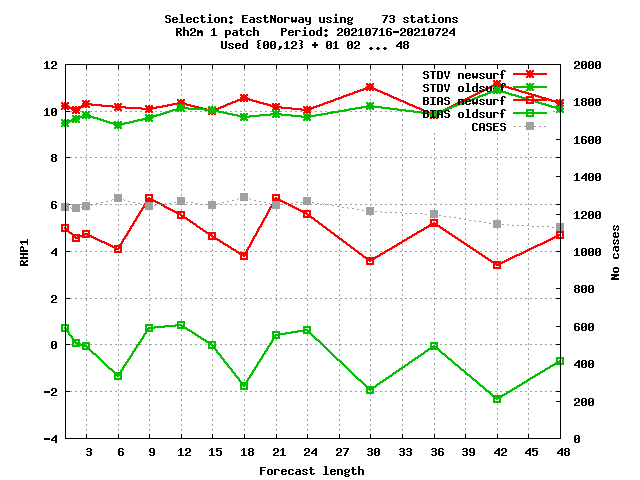 Selection: EastNorway using 73 stations
Rh2m 1 patch Period: 20210716-20210724
Used {00,12} + 01 02 ... 48
12
10
8
6
4
2
0
-2
-4
RHP1
2000
1800
1600
1400
1200
1000
800
600
400
200
0
No cases
STDV newsurf
STDV oldsurf
BIAS newsurf
BIAS oldsurf
CASES
3 6 9 12 15 18 21 24 27 30 33 36 39 42 45 48
Forecast length